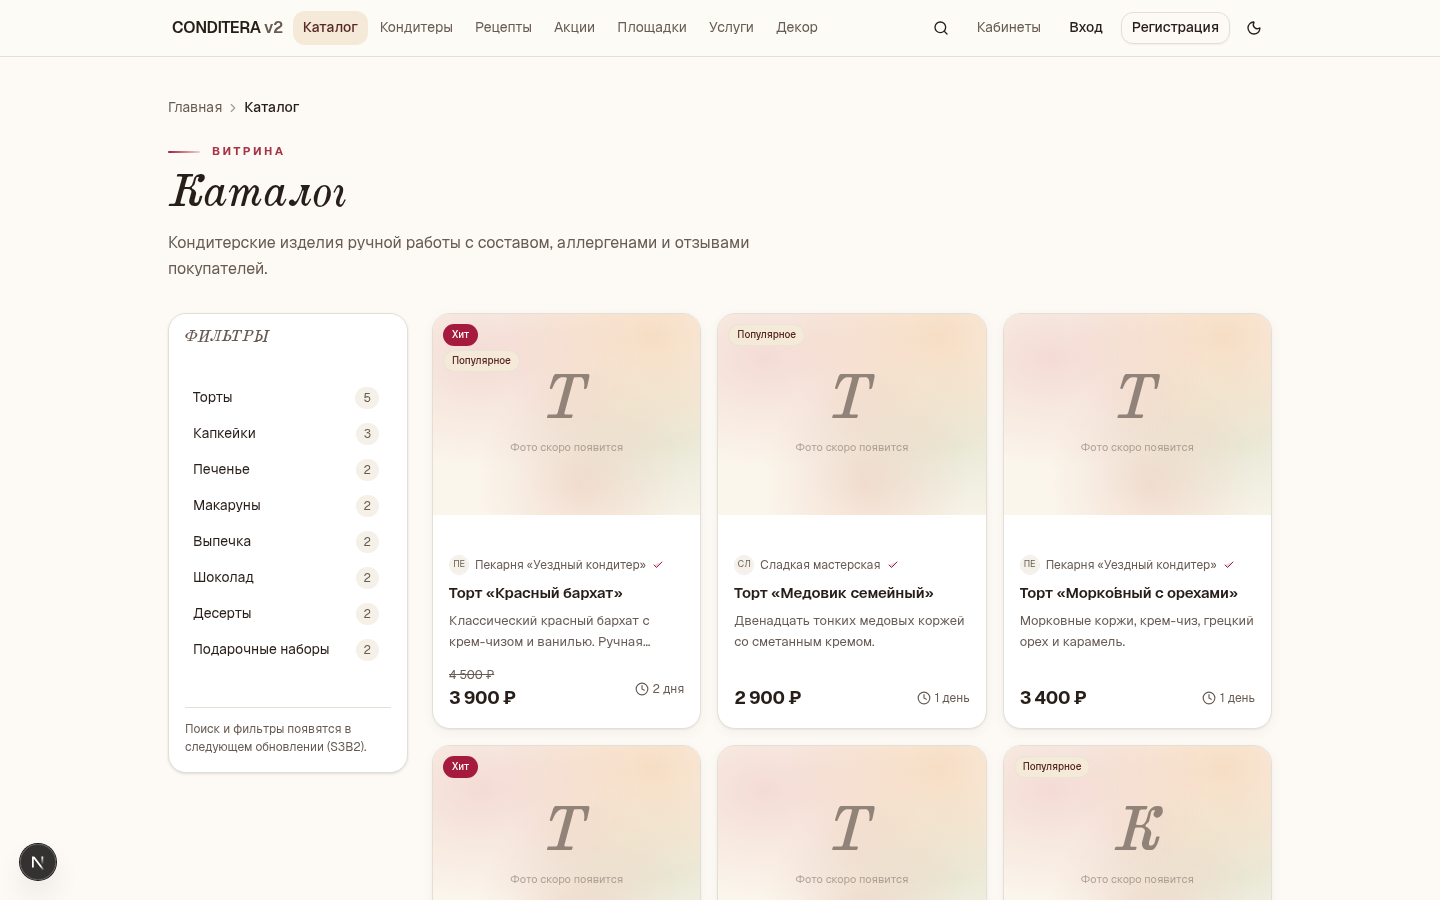 CONDITERA v2 Каталог Кондитеры Рецепты Акции Площадки Услуги Декор Кабинеты Вход Регистрация
Главная Каталог
ВИТРИНА
Каталог
Кондитерские изделия ручной работы с составом, аллергенами и отзывами
покупателей.
ФИЛЬТРЫ
Торты 5
Капкейки 3
Печенье 2
Макаруны 2
Выпечка 2
Шоколад 2
Десерты 2
Подарочные наборы 2
Поиск и фильтры появятся в
следующем обновлении (S3B2).
Хит
Популярное
Т
Фото скоро появится
ПЕ Пекарня «Уездный кондитер»
Торт «Красный бархат»
Классический красный бархат с
крем-чизом и ванилью. Ручная…
4 500 ₽
3 900 ₽
2 дня
Популярное
Т
Фото скоро появится
СЛ Сладкая мастерская
Торт «Медовик семейный»
Двенадцать тонких медовых коржей
со сметанным кремом.
2 900 ₽
1 день
Т
Фото скоро появится
ПЕ Пекарня «Уездный кондитер»
Торт «Морко́вный с орехами»
Морковные коржи, крем-чиз, грецкий
орех и карамель.
3 400 ₽
1 день
Хит
Т
Фото скоро появится
Т
Фото скоро появится
Популярное
К
Фото скоро появится
N